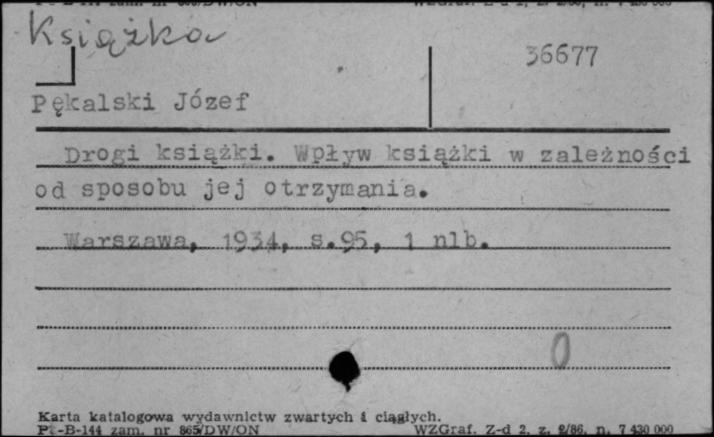 Książka
36677
Pękalski Józef
Drogi książki. Wpływ książki w zależności
od sposobu jej otrzymania.
Warszawa, 1934, s.95, 1 nlb.
0
Karta katalogowa wydawnictw zwartych i ciągłych.
Pt-B-144 zam. nr 865/DW/ON WZGraf. Z-d 2, z. 2/86, n. 7 430 000